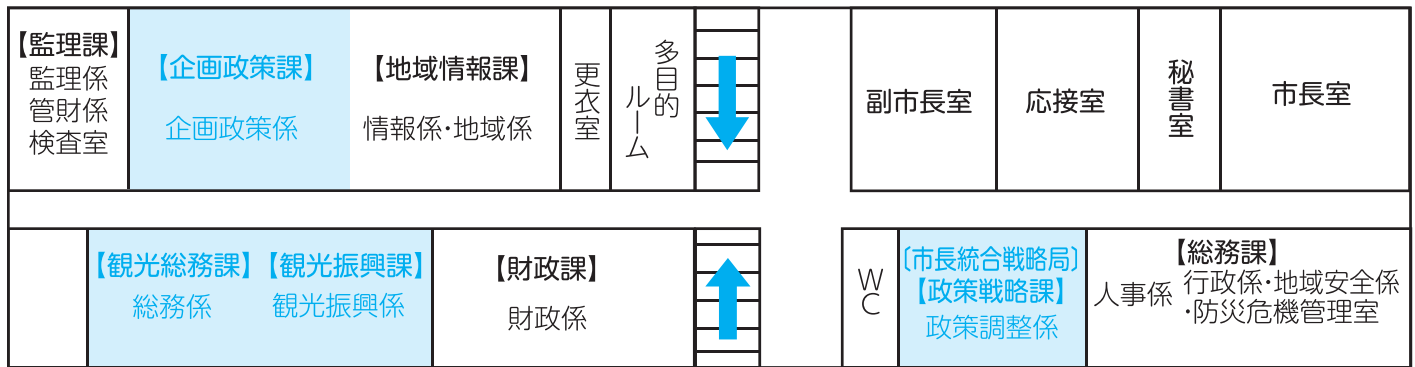 【監理課】
監理係
管財係
検査室
【企画政策課】
企画政策係
【地域情報課】
情報係・地域係
更衣室
多目的
ルーム
副市長室
応接室
秘書室
市長室
【観光総務課】
総務係
【観光振興課】
観光振興係
【財政課】
財政係
WC
〔市長統合戦略局〕
【政策戦略課】
政策調整係
【総務課】
人事係
行政係・地域安全係
・防災危機管理室